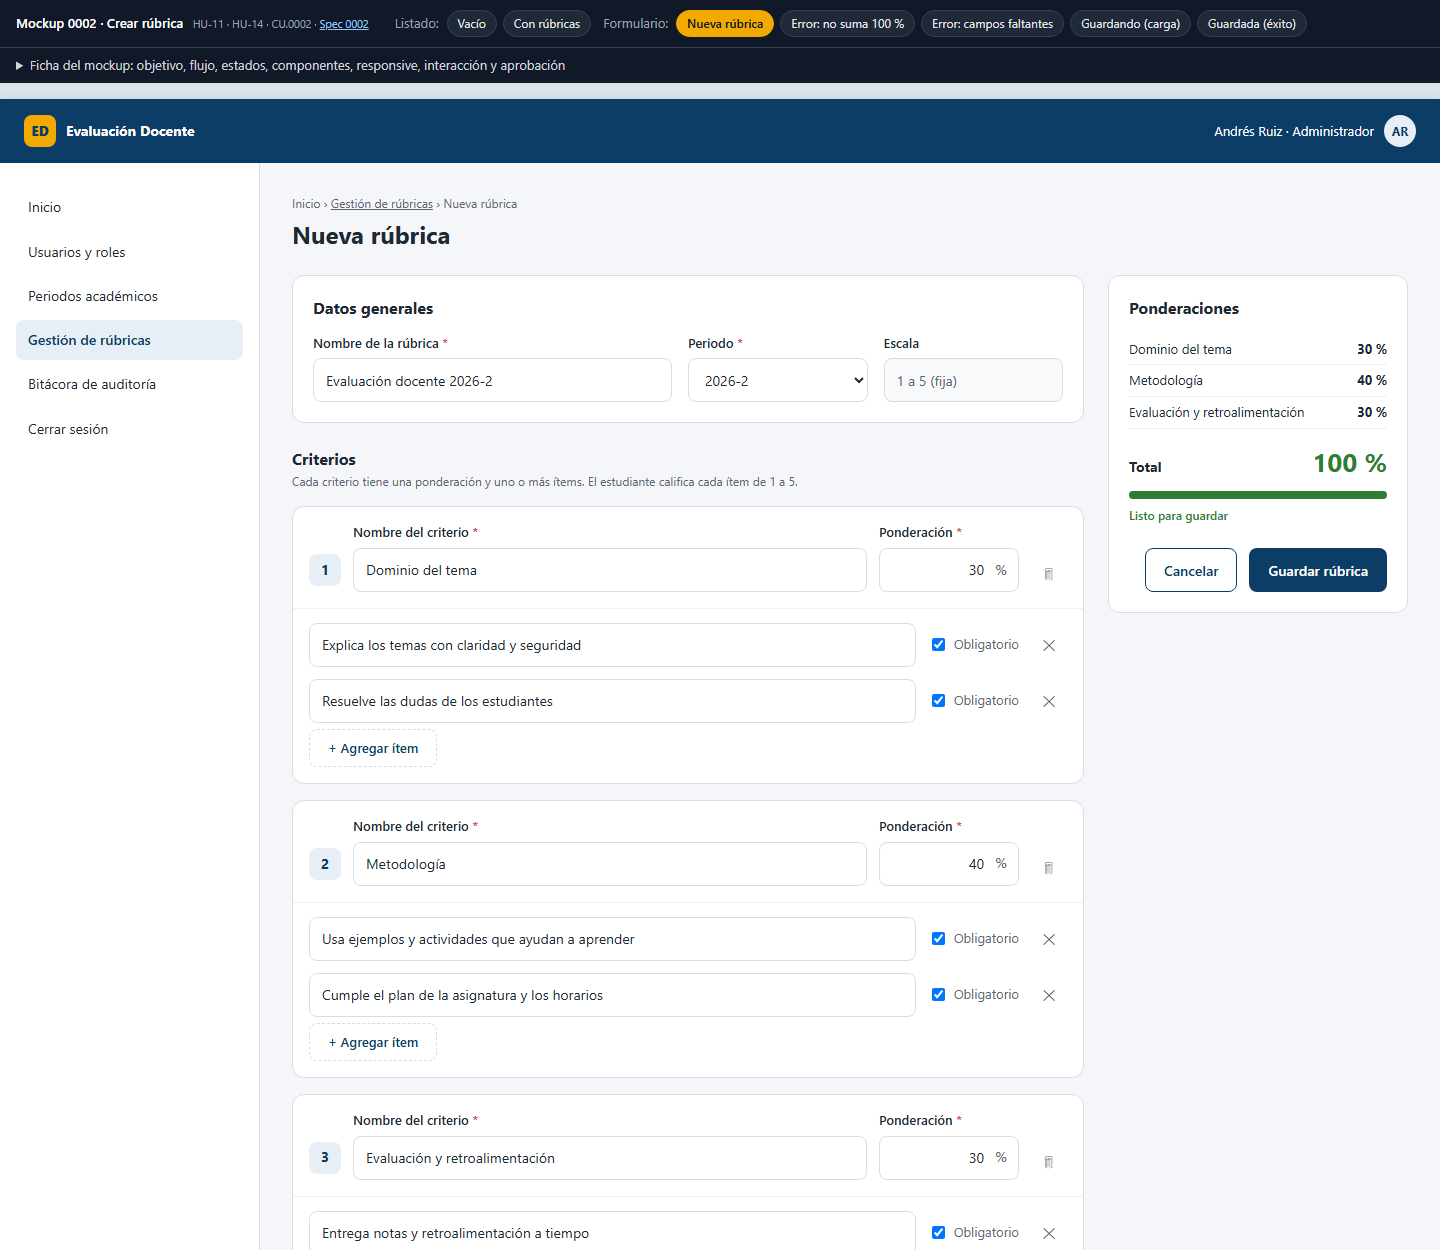 Mockup 0002 · Crear rúbrica HU-11 · HU-14 · CU.0002 · Spec 0002 Listado: Vacío Con rúbricas Formulario: Nueva rúbrica Error: no suma 100 % Error: campos faltantes Guardando (carga) Guardada (éxito)
Ficha del mockup: objetivo, flujo, estados, componentes, responsive, interacción y aprobación
ED Evaluación Docente
Andrés Ruiz · Administrador AR
Inicio
Usuarios y roles
Periodos académicos
Gestión de rúbricas
Bitácora de auditoría
Cerrar sesión
Inicio › Gestión de rúbricas › Nueva rúbrica
Nueva rúbrica
Datos generales
Nombre de la rúbrica * Periodo * Escala
Evaluación docente 2026-2 2026-2 1 a 5 (fija)
Criterios
Cada criterio tiene una ponderación y uno o más ítems. El estudiante califica cada ítem de 1 a 5.
Nombre del criterio * Ponderación *
1 Dominio del tema 30 %
Explica los temas con claridad y seguridad Obligatorio
Resuelve las dudas de los estudiantes Obligatorio
+ Agregar ítem
Nombre del criterio * Ponderación *
2 Metodología 40 %
Usa ejemplos y actividades que ayudan a aprender Obligatorio
Cumple el plan de la asignatura y los horarios Obligatorio
+ Agregar ítem
Nombre del criterio * Ponderación *
3 Evaluación y retroalimentación 30 %
Entrega notas y retroalimentación a tiempo Obligatorio
Ponderaciones
Dominio del tema 30 %
Metodología 40 %
Evaluación y retroalimentación 30 %
Total 100 %
Listo para guardar
Cancelar Guardar rúbrica